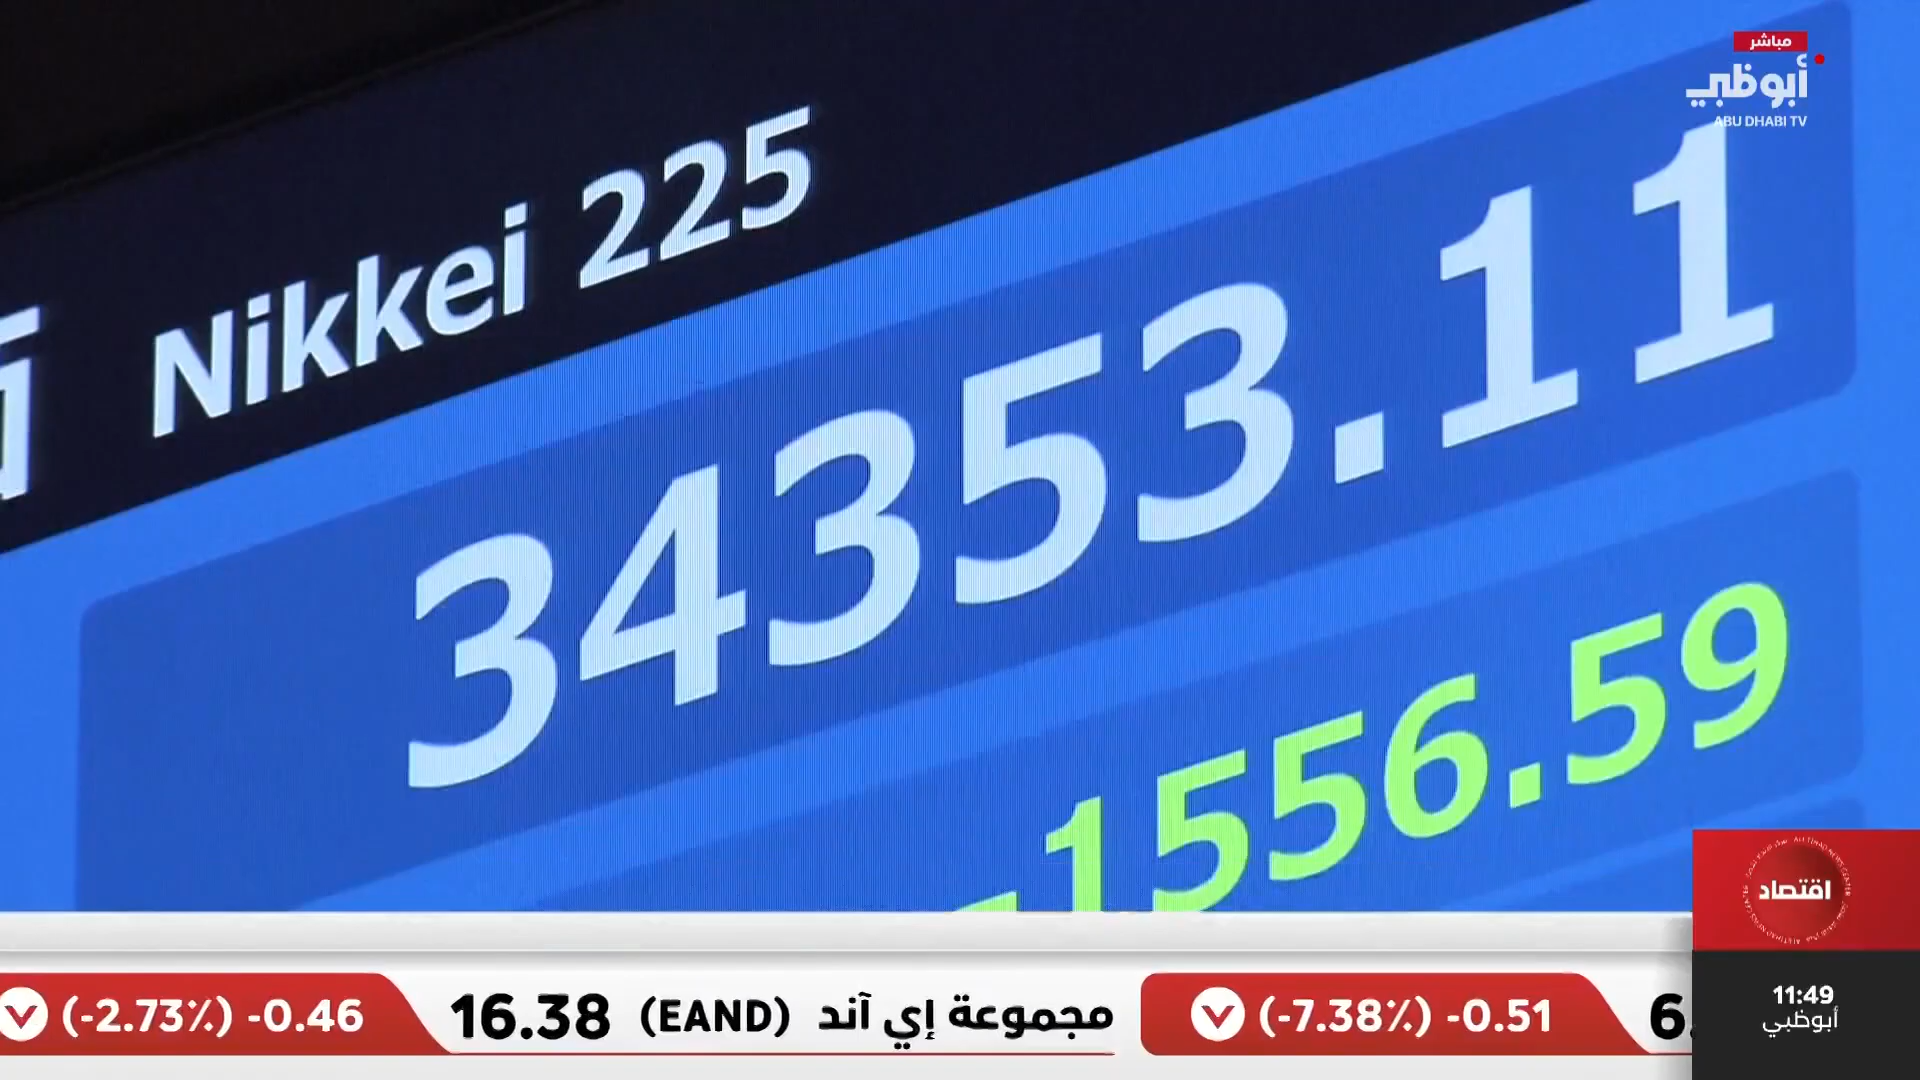 مباشر
أبوظبي
ABU DHABI TV
Nikkei 225
34353.11
-1556.59
اقتصاد
(-2.73٪) -0.46
16.38 (EAND) مجموعة إي آند
(-7.38٪) -0.51
6.
11:49
أبوظبي